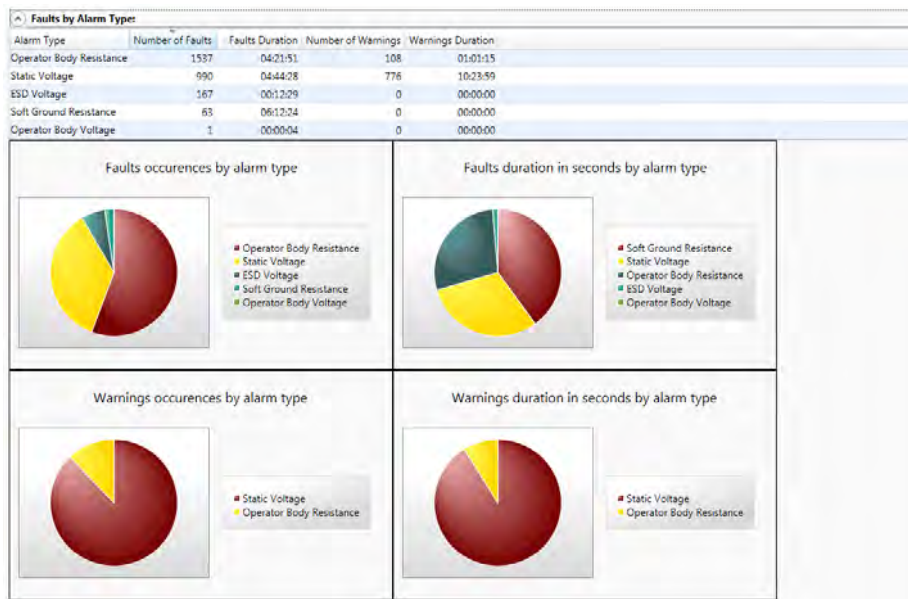 Faults by Alarm Type:
Alarm Type Number of Faults Faults Duration Number of Warnings Warnings Duration
Operator Body Resistance 1537 04:21:51 108 01:01:15
Static Voltage 990 04:44:28 776 10:23:59
ESD Voltage 167 00:12:29 0 00:00:00
Soft Ground Resistance 63 06:12:24 0 00:00:00
Operator Body Voltage 1 00:00:04 0 00:00:00
Faults occurences by alarm type
Operator Body Resistance
Static Voltage
ESD Voltage
Soft Ground Resistance
Operator Body Voltage
Faults duration in seconds by alarm type
Soft Ground Resistance
Static Voltage
Operator Body Resistance
ESD Voltage
Operator Body Voltage
Warnings occurences by alarm type
Static Voltage
Operator Body Resistance
Warnings duration in seconds by alarm type
Static Voltage
Operator Body Resistance